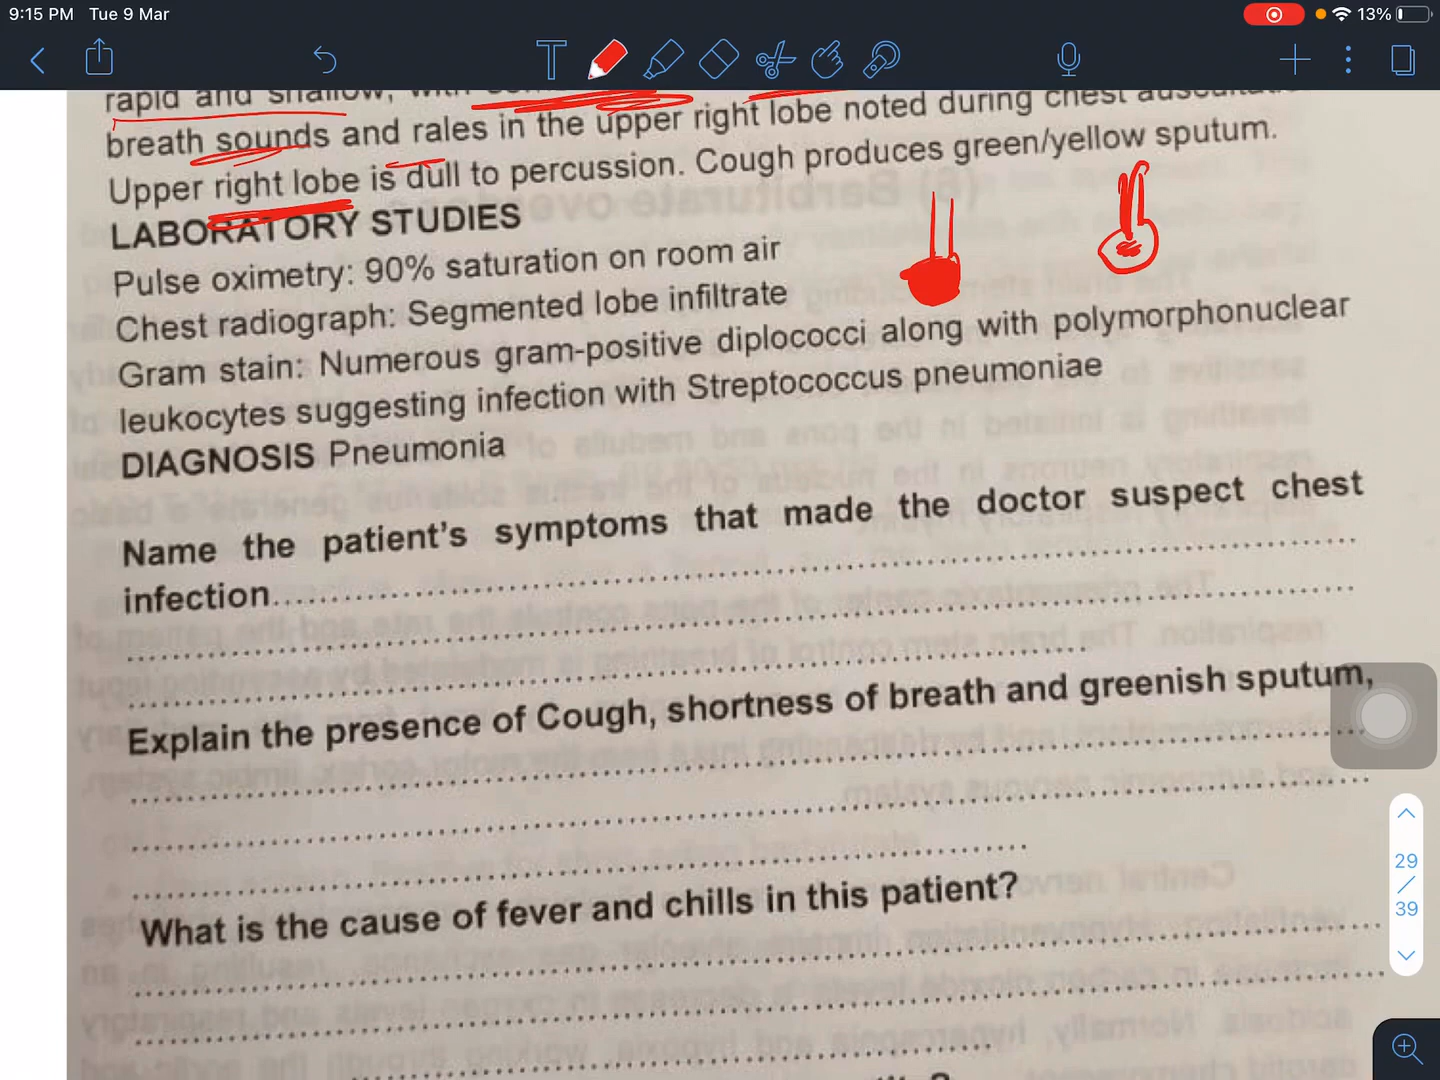 9:15 PM Tue 9 Mar
13%
T
rapid and shallow, with
breath sounds and rales in the upper right lobe noted during chest
Upper right lobe is dull to percussion. Cough produces green/yellow sputum.
LABORATORY STUDIES
Pulse oximetry: 90% saturation on room air
Chest radiograph: Segmented lobe infiltrate
Gram stain: Numerous gram-positive diplococci along with polymorphonuclear
leukocytes suggesting infection with Streptococcus pneumoniae
DIAGNOSIS Pneumonia
Name the patient's symptoms that made the doctor suspect chest
infection
Explain the presence of Cough, shortness of breath and greenish sputum,
What is the cause of fever and chills in this patient?
29
/
39